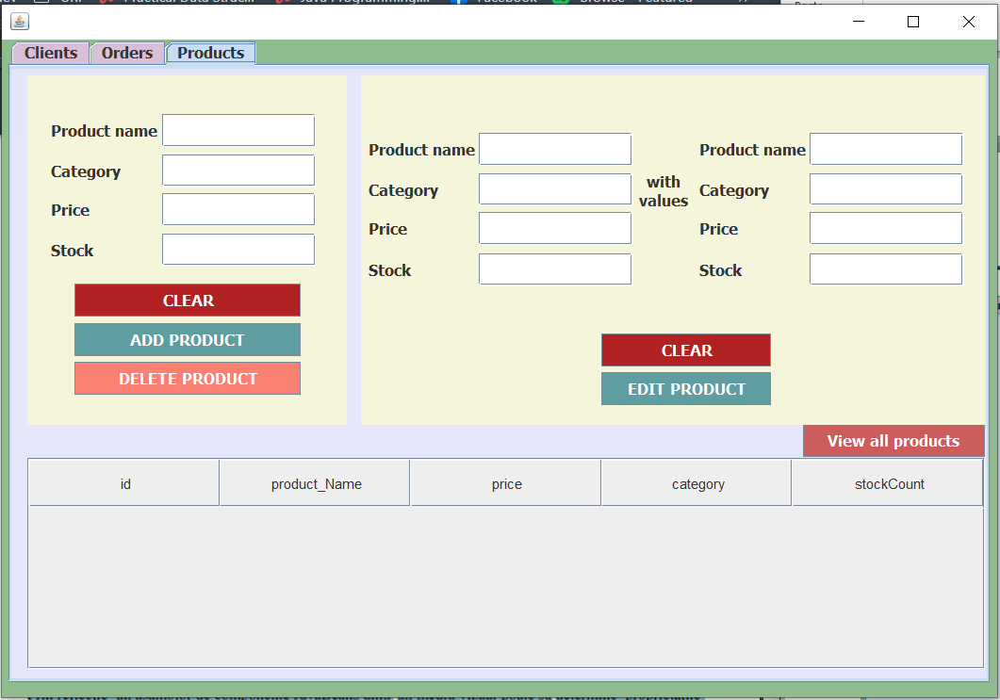 Clients Orders Products
Product name
Category
Price
Stock
CLEAR
ADD PRODUCT
DELETE PRODUCT
Product name
Category
Price
Stock
with
values
Product name
Category
Price
Stock
CLEAR
EDIT PRODUCT
View all products
id product_Name price category stockCount